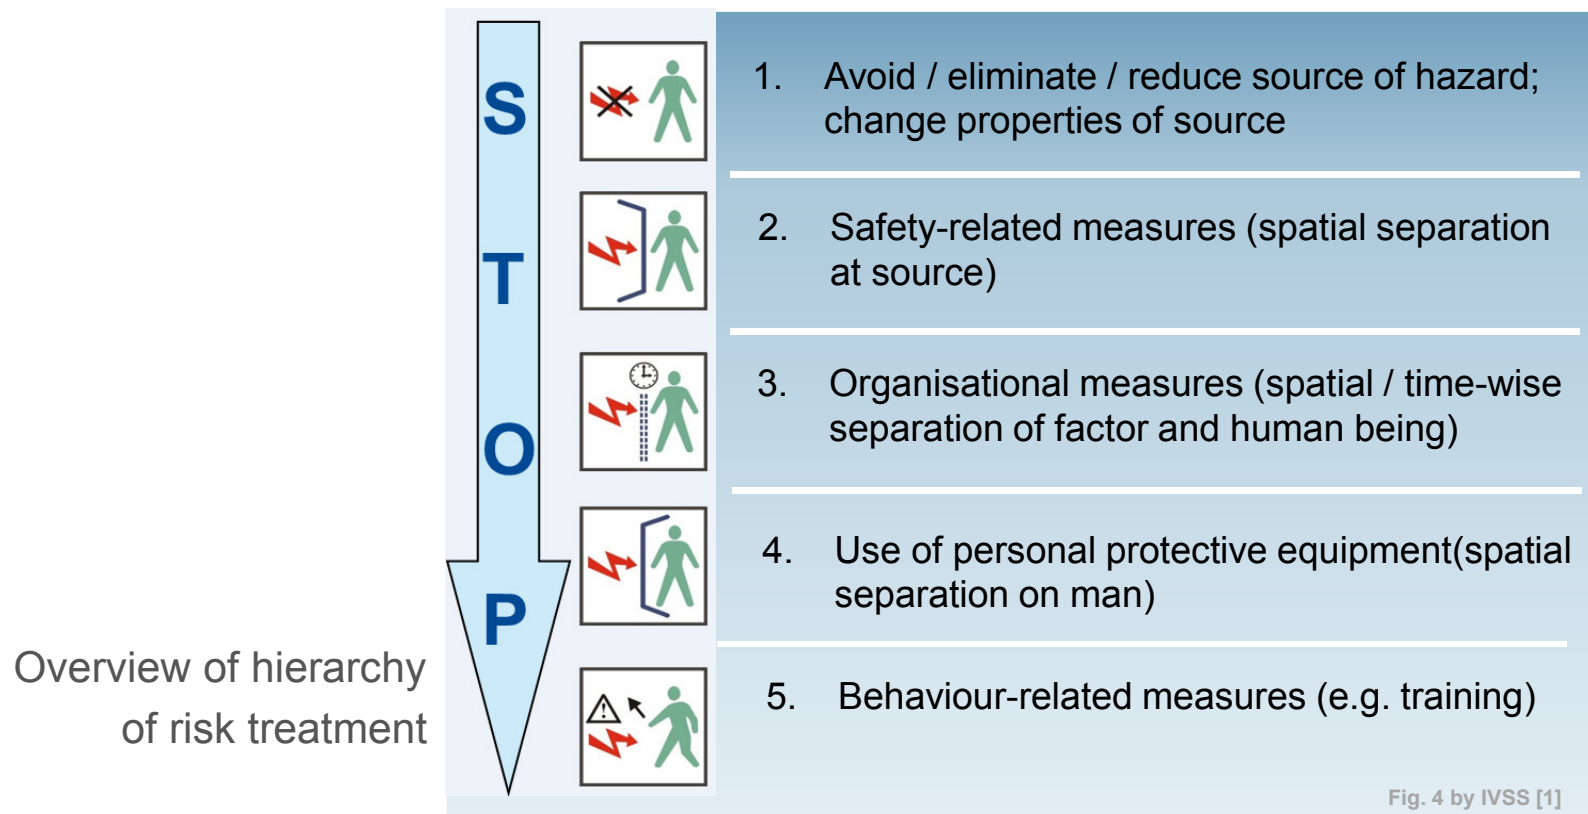 S
T
O
P
1. Avoid / eliminate / reduce source of hazard;
change properties of source
2. Safety-related measures (spatial separation
at source)
3. Organisational measures (spatial / time-wise
separation of factor and human being)
4. Use of personal protective equipment(spatial
separation on man)
5. Behaviour-related measures (e.g. training)
Overview of hierarchy
of risk treatment
Fig. 4 by IVSS [1]